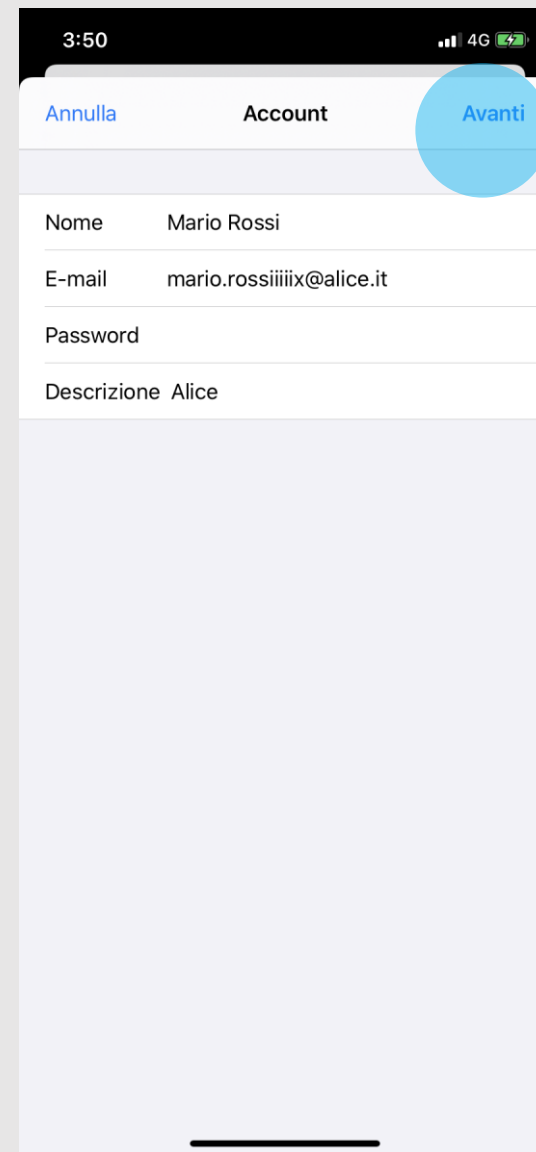 3:50 4G
Annulla Account Avanti
Nome Mario Rossi
E-mail mario.rossiiiiix@alice.it
Password
Descrizione Alice